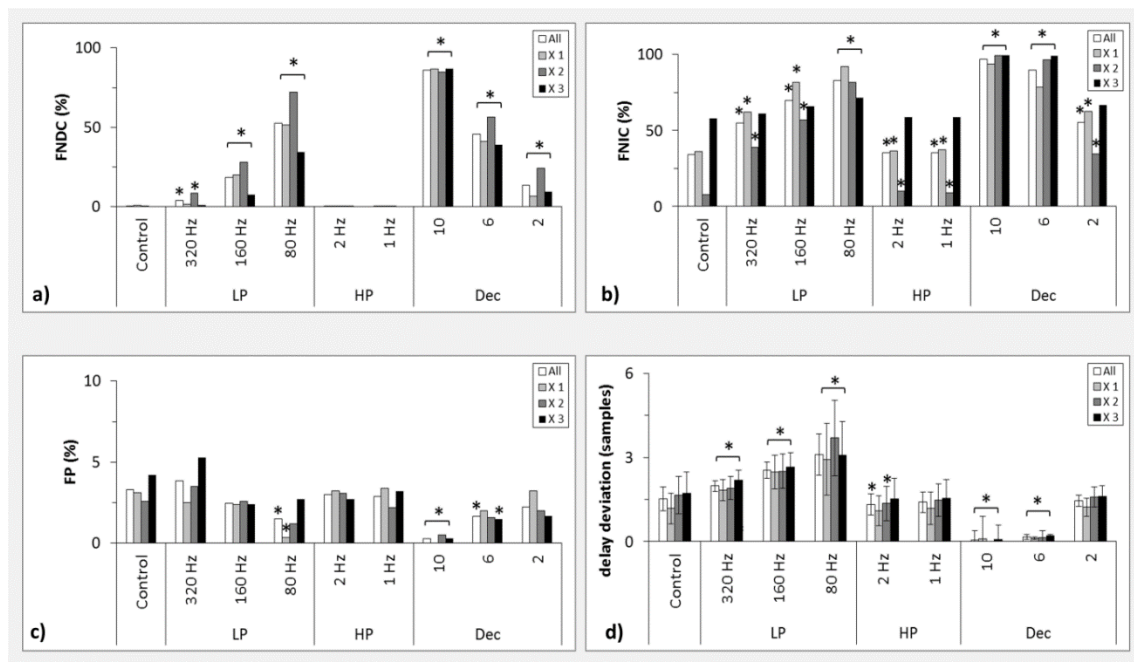 100
50
0
FNDC (%)
* * * * * * *
All
X 1
X 2
X 3
Control
320 Hz
160 Hz
80 Hz
2 Hz
1 Hz
10
6
2
LP
HP
Dec
a)
100
50
0
FNIC (%)
* * * * * * * * * * * * * * * *
All
X 1
X 2
X 3
Control
320 Hz
160 Hz
80 Hz
2 Hz
1 Hz
10
6
2
LP
HP
Dec
b)
10
5
0
FP (%)
* * * * *
All
X 1
X 2
X 3
Control
320 Hz
160 Hz
80 Hz
2 Hz
1 Hz
10
6
2
LP
HP
Dec
c)
6
3
0
delay deviation (samples)
* * * * * * *
All
X 1
X 2
X 3
Control
320 Hz
160 Hz
80 Hz
2 Hz
1 Hz
10
6
2
LP
HP
Dec
d)